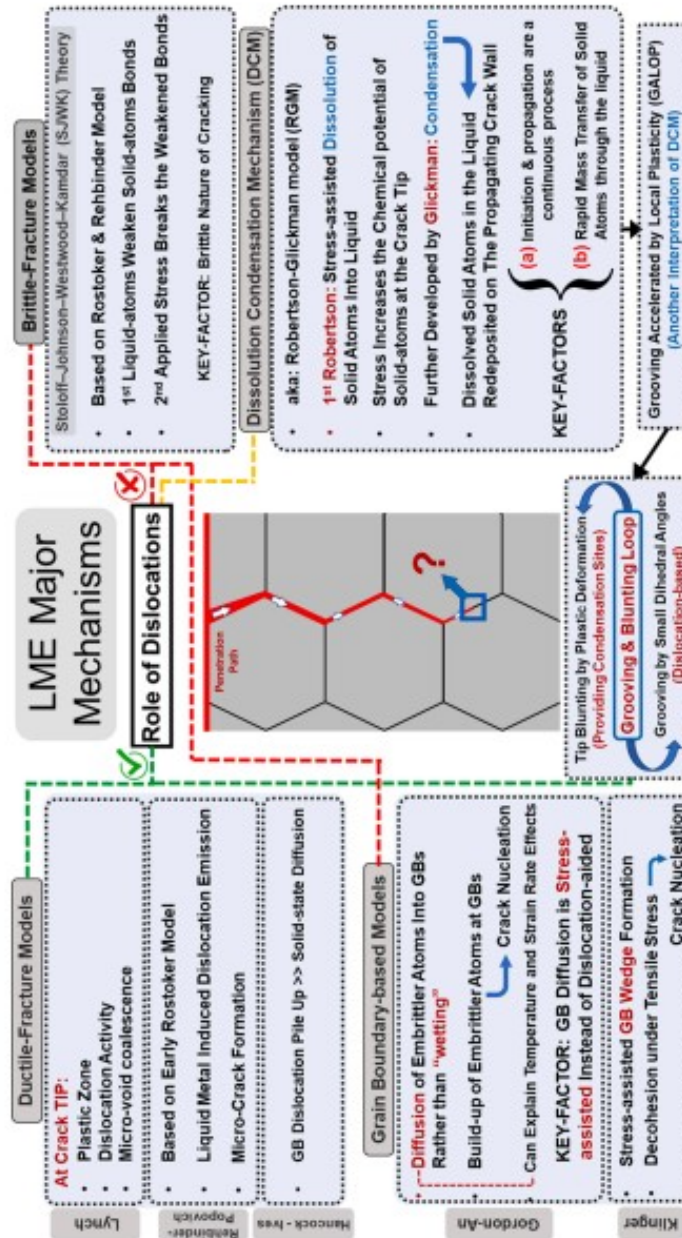 LME Major
Mechanisms
Role of Dislocations
Penetration
Path
?
Ductile-Fracture Models
Lynch
At Crack TIP:
• Plastic Zone
• Dislocation Activity
• Micro-void coalescence
Rehbinder-
Popovich
• Based on Early Rostoker Model
• Liquid Metal Induced Dislocation Emission
• Micro-Crack Formation
Hancock - Ives
• GB Dislocation Pile Up >> Solid-state Diffusion
Grain Boundary-based Models
Gordon-An
• Diffusion of Embrittler Atoms Into GBs
Rather than “wetting”
• Build-up of Embrittler Atoms at GBs
Crack Nucleation
Can Explain Temperature and Strain Rate Effects
KEY-FACTOR: GB Diffusion is Stress-
assisted Instead of Dislocation-aided
Klinger
• Stress-assisted GB Wedge Formation
• Decohesion under Tensile Stress
Crack Nucleation
Brittle-Fracture Models
Stoloff–Johnson–Westwood–Kamdar (SJWK) Theory
• Based on Rostoker & Rehbinder Model
• 1st Liquid-atoms Weaken Solid-atoms Bonds
• 2nd Applied Stress Breaks the Weakened Bonds
KEY-FACTOR: Brittle Nature of Cracking
Dissolution Condensation Mechanism (DCM)
• aka: Robertson-Glickman model (RGM)
• 1st Robertson: Stress-assisted Dissolution of
Solid Atoms Into Liquid
• Stress Increases the Chemical potential of
Solid-atoms at the Crack Tip
• Further Developed by Glickman: Condensation
• Dissolved Solid Atoms in the Liquid
Redeposited on The Propagating Crack Wall
KEY-FACTORS
(a) Initiation & propagation are a
continuous process
(b) Rapid Mass Transfer of Solid
Atoms through the liquid
Grooving Accelerated by Local Plasticity (GALOP)
(Another interpretation of DCM)
Tip Blunting by Plastic Deformation
(Providing Condensation Sites)
Grooving & Blunting Loop
Grooving by Small Dihedral Angles
(Dislocation-based)